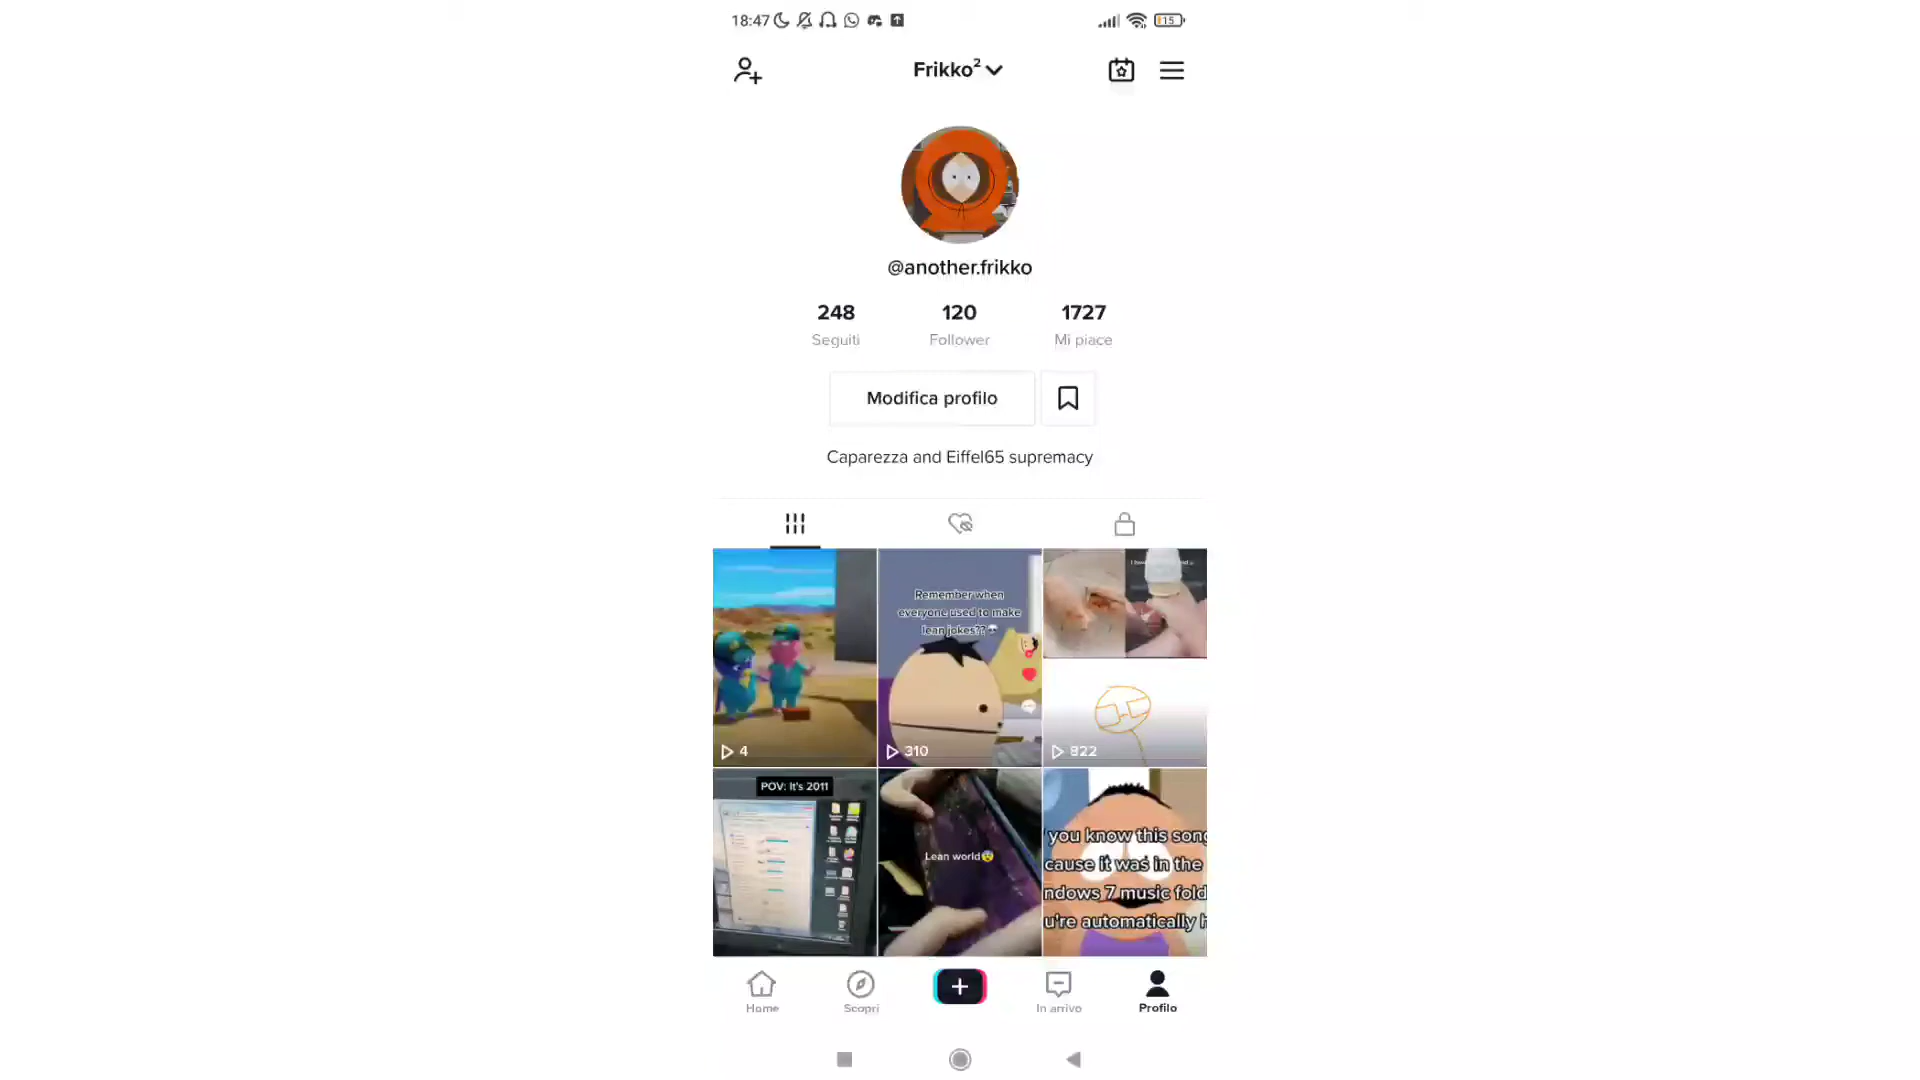 18:47
15
Frikko²
@another.frikko
248 120 1727
Seguiti Follower Mi piace
Modifica profilo
Caparezza and Eiffel65 supremacy
Remember when
everyone used to make
lean jokes??💀
4
310
822
POV: It's 2011
Lean world😨
you know this song
cause it was in the
ndows 7 music fold
u're automatically h
Home Scopri In arrivo Profilo